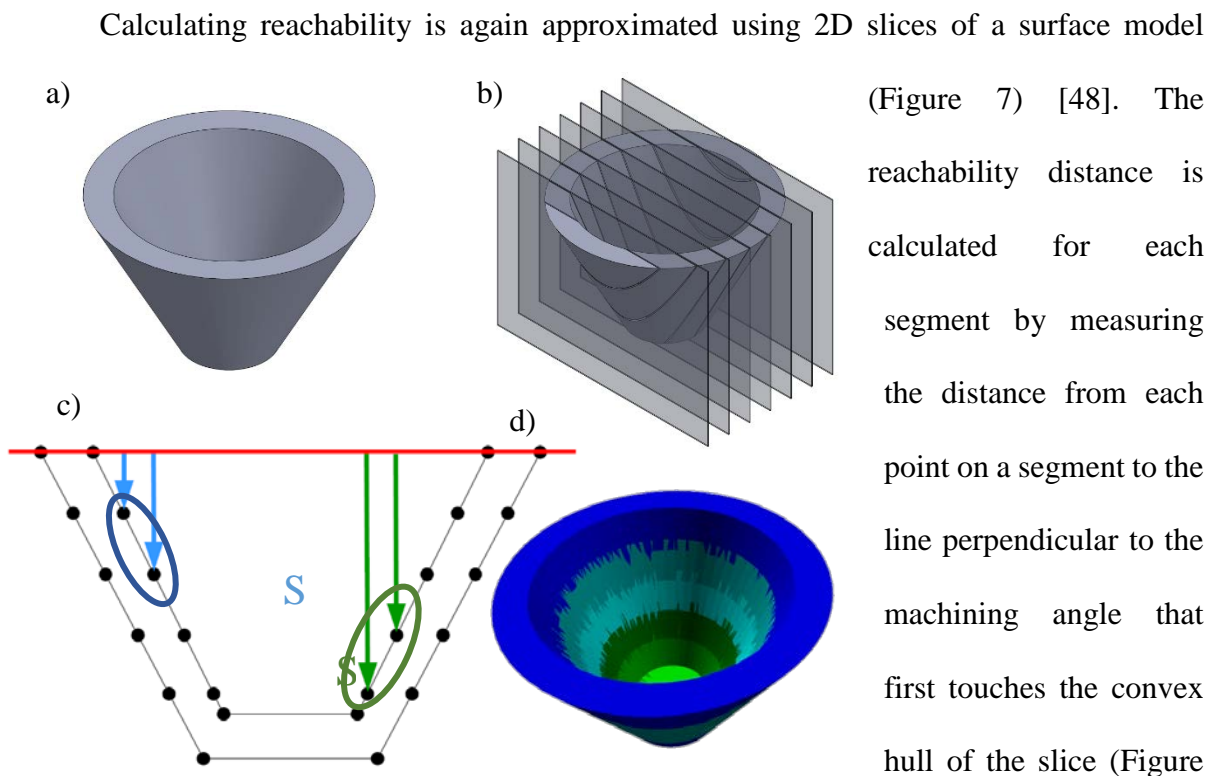 Calculating reachability is again approximated using 2D slices of a surface model
a)
b)
(Figure 7) [48]. The
reachability distance is
calculated for each
segment by measuring
the distance from each
point on a segment to the
line perpendicular to the
machining angle that
first touches the convex
hull of the slice (Figure
c)
d)
S
S